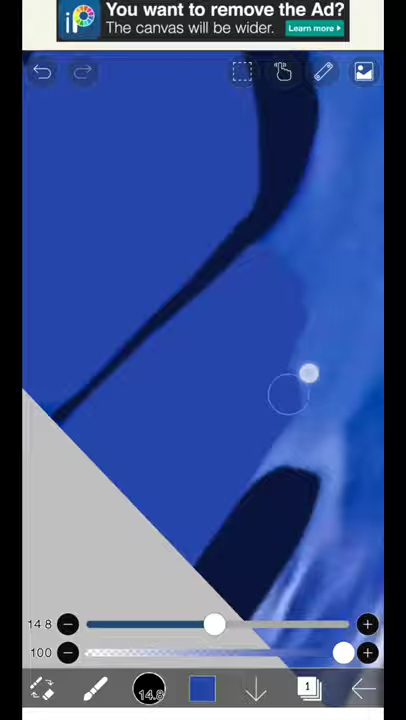 You want to remove the Ad?
iP
The canvas will be wider.
Learn more ▸
14.8
100
14.8
1